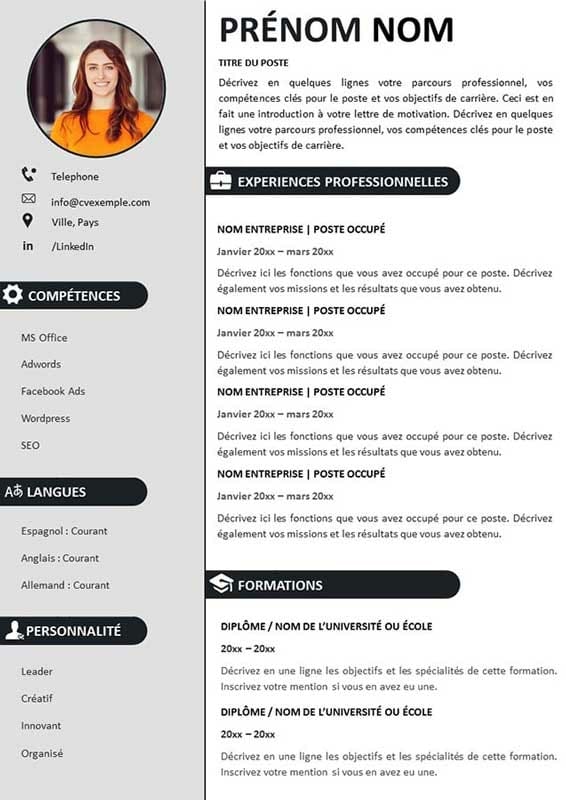 PRÉNOM NOM
TITRE DU POSTE
Décrivez en quelques lignes votre parcours professionnel, vos
compétences clés pour le poste et vos objectifs de carrière. Ceci est en
fait une introduction à votre lettre de motivation. Décrivez en quelques
lignes votre parcours professionnel, vos compétences clés pour le poste
et vos objectifs de carrière.
Telephone
info@cvexemple.com
Ville, Pays
in /LinkedIn
COMPÉTENCES
MS Office
Adwords
Facebook Ads
Wordpress
SEO
LANGUES
Espagnol : Courant
Anglais : Courant
Allemand : Courant
PERSONNALITÉ
Leader
Créatif
Innovant
Organisé
EXPERIENCES PROFESSIONNELLES
NOM ENTREPRISE | POSTE OCCUPÉ
Janvier 20xx – mars 20xx
Décrivez ici les fonctions que vous avez occupé pour ce poste. Décrivez
également vos missions et les résultats que vous avez obtenu.
NOM ENTREPRISE | POSTE OCCUPÉ
Janvier 20xx – mars 20xx
Décrivez ici les fonctions que vous avez occupé pour ce poste. Décrivez
également vos missions et les résultats que vous avez obtenu.
NOM ENTREPRISE | POSTE OCCUPÉ
Janvier 20xx – mars 20xx
Décrivez ici les fonctions que vous avez occupé pour ce poste. Décrivez
également vos missions et les résultats que vous avez obtenu.
NOM ENTREPRISE | POSTE OCCUPÉ
Janvier 20xx – mars 20xx
Décrivez ici les fonctions que vous avez occupé pour ce poste. Décrivez
également vos missions et les résultats que vous avez obtenu.
FORMATIONS
DIPLÔME / NOM DE L'UNIVERSITÉ OU ÉCOLE
20xx – 20xx
Décrivez en une ligne les objectifs et les spécialités de cette formation.
Inscrivez votre mention si vous en avez eu une.
DIPLÔME / NOM DE L'UNIVERSITÉ OU ÉCOLE
20xx – 20xx
Décrivez en une ligne les objectifs et les spécialités de cette formation.
Inscrivez votre mention si vous en avez eu une.